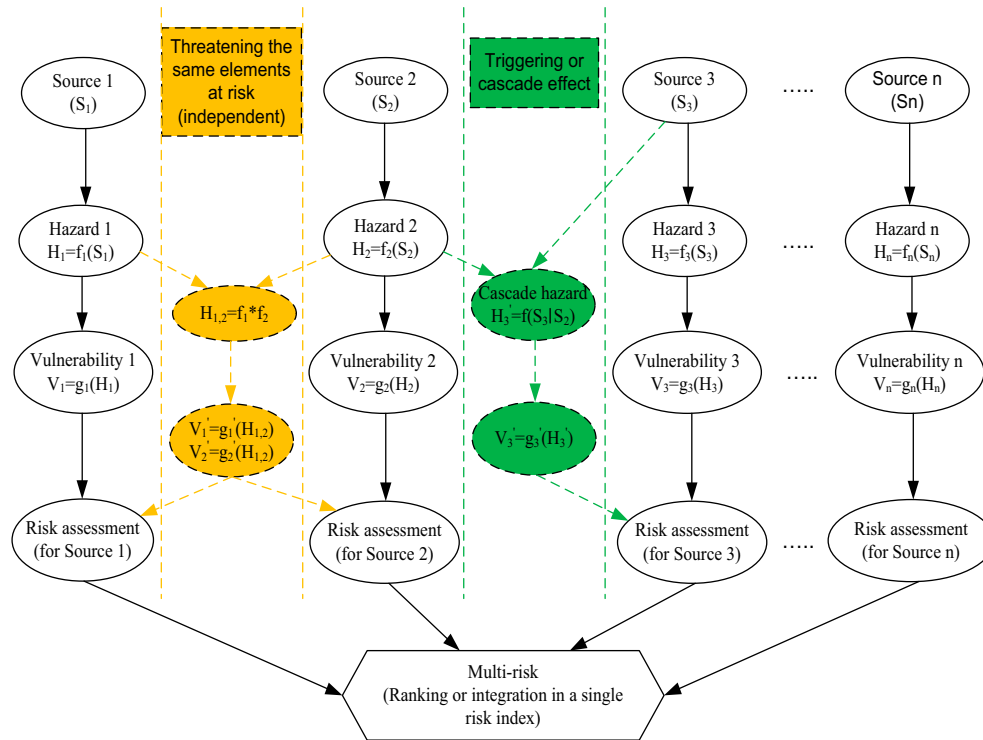 Threatening the
same elements
at risk
(independent)
Triggering or
cascade effect
Source 1
(S₁)
Source 2
(S₂)
Source 3
(S₃)
.....
Source n
(Sn)
Hazard 1
H₁=f₁(S₁)
Hazard 2
H₂=f₂(S₂)
Hazard 3
H₃=f₃(S₃)
.....
Hazard n
Hₙ=fₙ(Sₙ)
H₁,₂=f₁*f₂
Cascade hazard
H₃'=f(S₃|S₂)
Vulnerability 1
V₁=g₁(H₁)
Vulnerability 2
V₂=g₂(H₂)
Vulnerability 3
V₃=g₃(H₃)
.....
Vulnerability n
Vₙ=gₙ(Hₙ)
V₁'=g₁'(H₁,₂)
V₂'=g₂'(H₁,₂)
V₃'=g₃'(H₃')
Risk assessment
(for Source 1)
Risk assessment
(for Source 2)
Risk assessment
(for Source 3)
.....
Risk assessment
(for Source n)
Multi-risk
(Ranking or integration in a single
risk index)